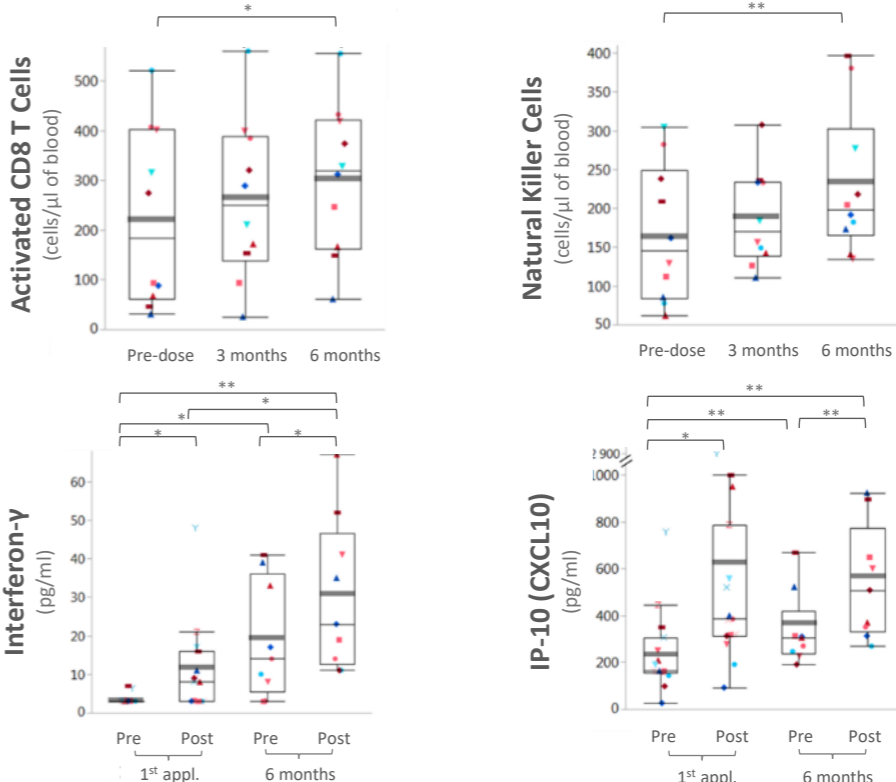 *
Activated CD8 T Cells
(cells/µl of blood)
500
400
300
200
100
0
Pre-dose 3 months 6 months
**
Natural Killer Cells
(cells/µl of blood)
400
350
300
250
200
150
100
50
Pre-dose 3 months 6 months
**
*
*
*
*
Interferon-γ
(pg/ml)
60
50
40
30
20
10
0
Pre Post Pre Post
1st appl. 6 months
**
**
**
*
IP-10 (CXCL10)
(pg/ml)
2 900
1000
800
600
400
200
0
Pre Post Pre Post
1st appl. 6 months